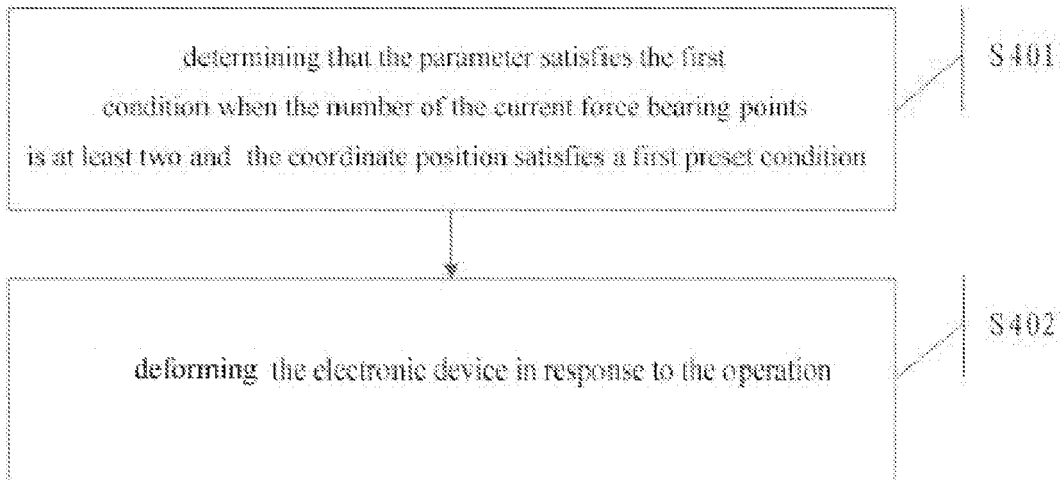 determining that the parameter satisfies the first
condition when the number of the current force bearing points
is at least two and the coordinate position satisfies a first preset condition
S401
deforming the electronic device in response to the operation
S402